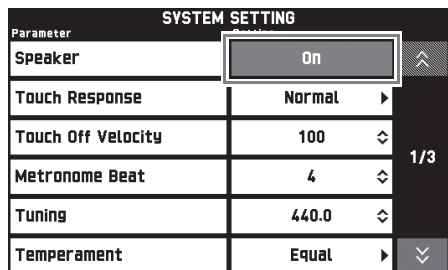 SYSTEM SETTING
Parameter
Speaker On
Touch Response Normal
Touch Off Velocity 100
1/3
Metronome Beat 4
Tuning 440.0
Temperament Equal